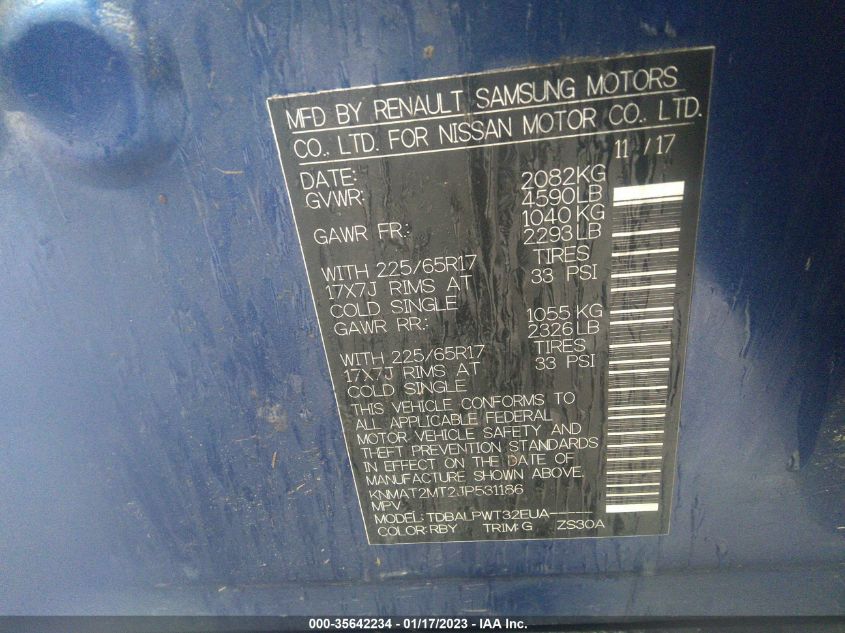 MFD BY RENAULT SAMSUNG MOTORS
CO., LTD. FOR NISSAN MOTOR CO., LTD.
DATE: 11 / 17
GVWR: 2082KG
4590LB
GAWR FR.: 1040KG
2293LB
WITH 225/65R17 TIRES
17X7J RIMS AT 33 PSI
COLD SINGLE
GAWR RR.: 1055 KG
2326LB
WITH 225/65R17 TIRES
17X7J RIMS AT 33 PSI
COLD SINGLE
THIS VEHICLE CONFORMS TO
ALL APPLICABLE FEDERAL
MOTOR VEHICLE SAFETY AND
THEFT PREVENTION STANDARDS
IN EFFECT ON THE DATE OF
MANUFACTURE SHOWN ABOVE.
KNMAT2MT2JP531186
MPV
MODEL: TDBALPWT32EUA-----
COLOR:RBY TRIM:G ZS30A
000-35642234 / 01/17/2023 - IAA Inc.